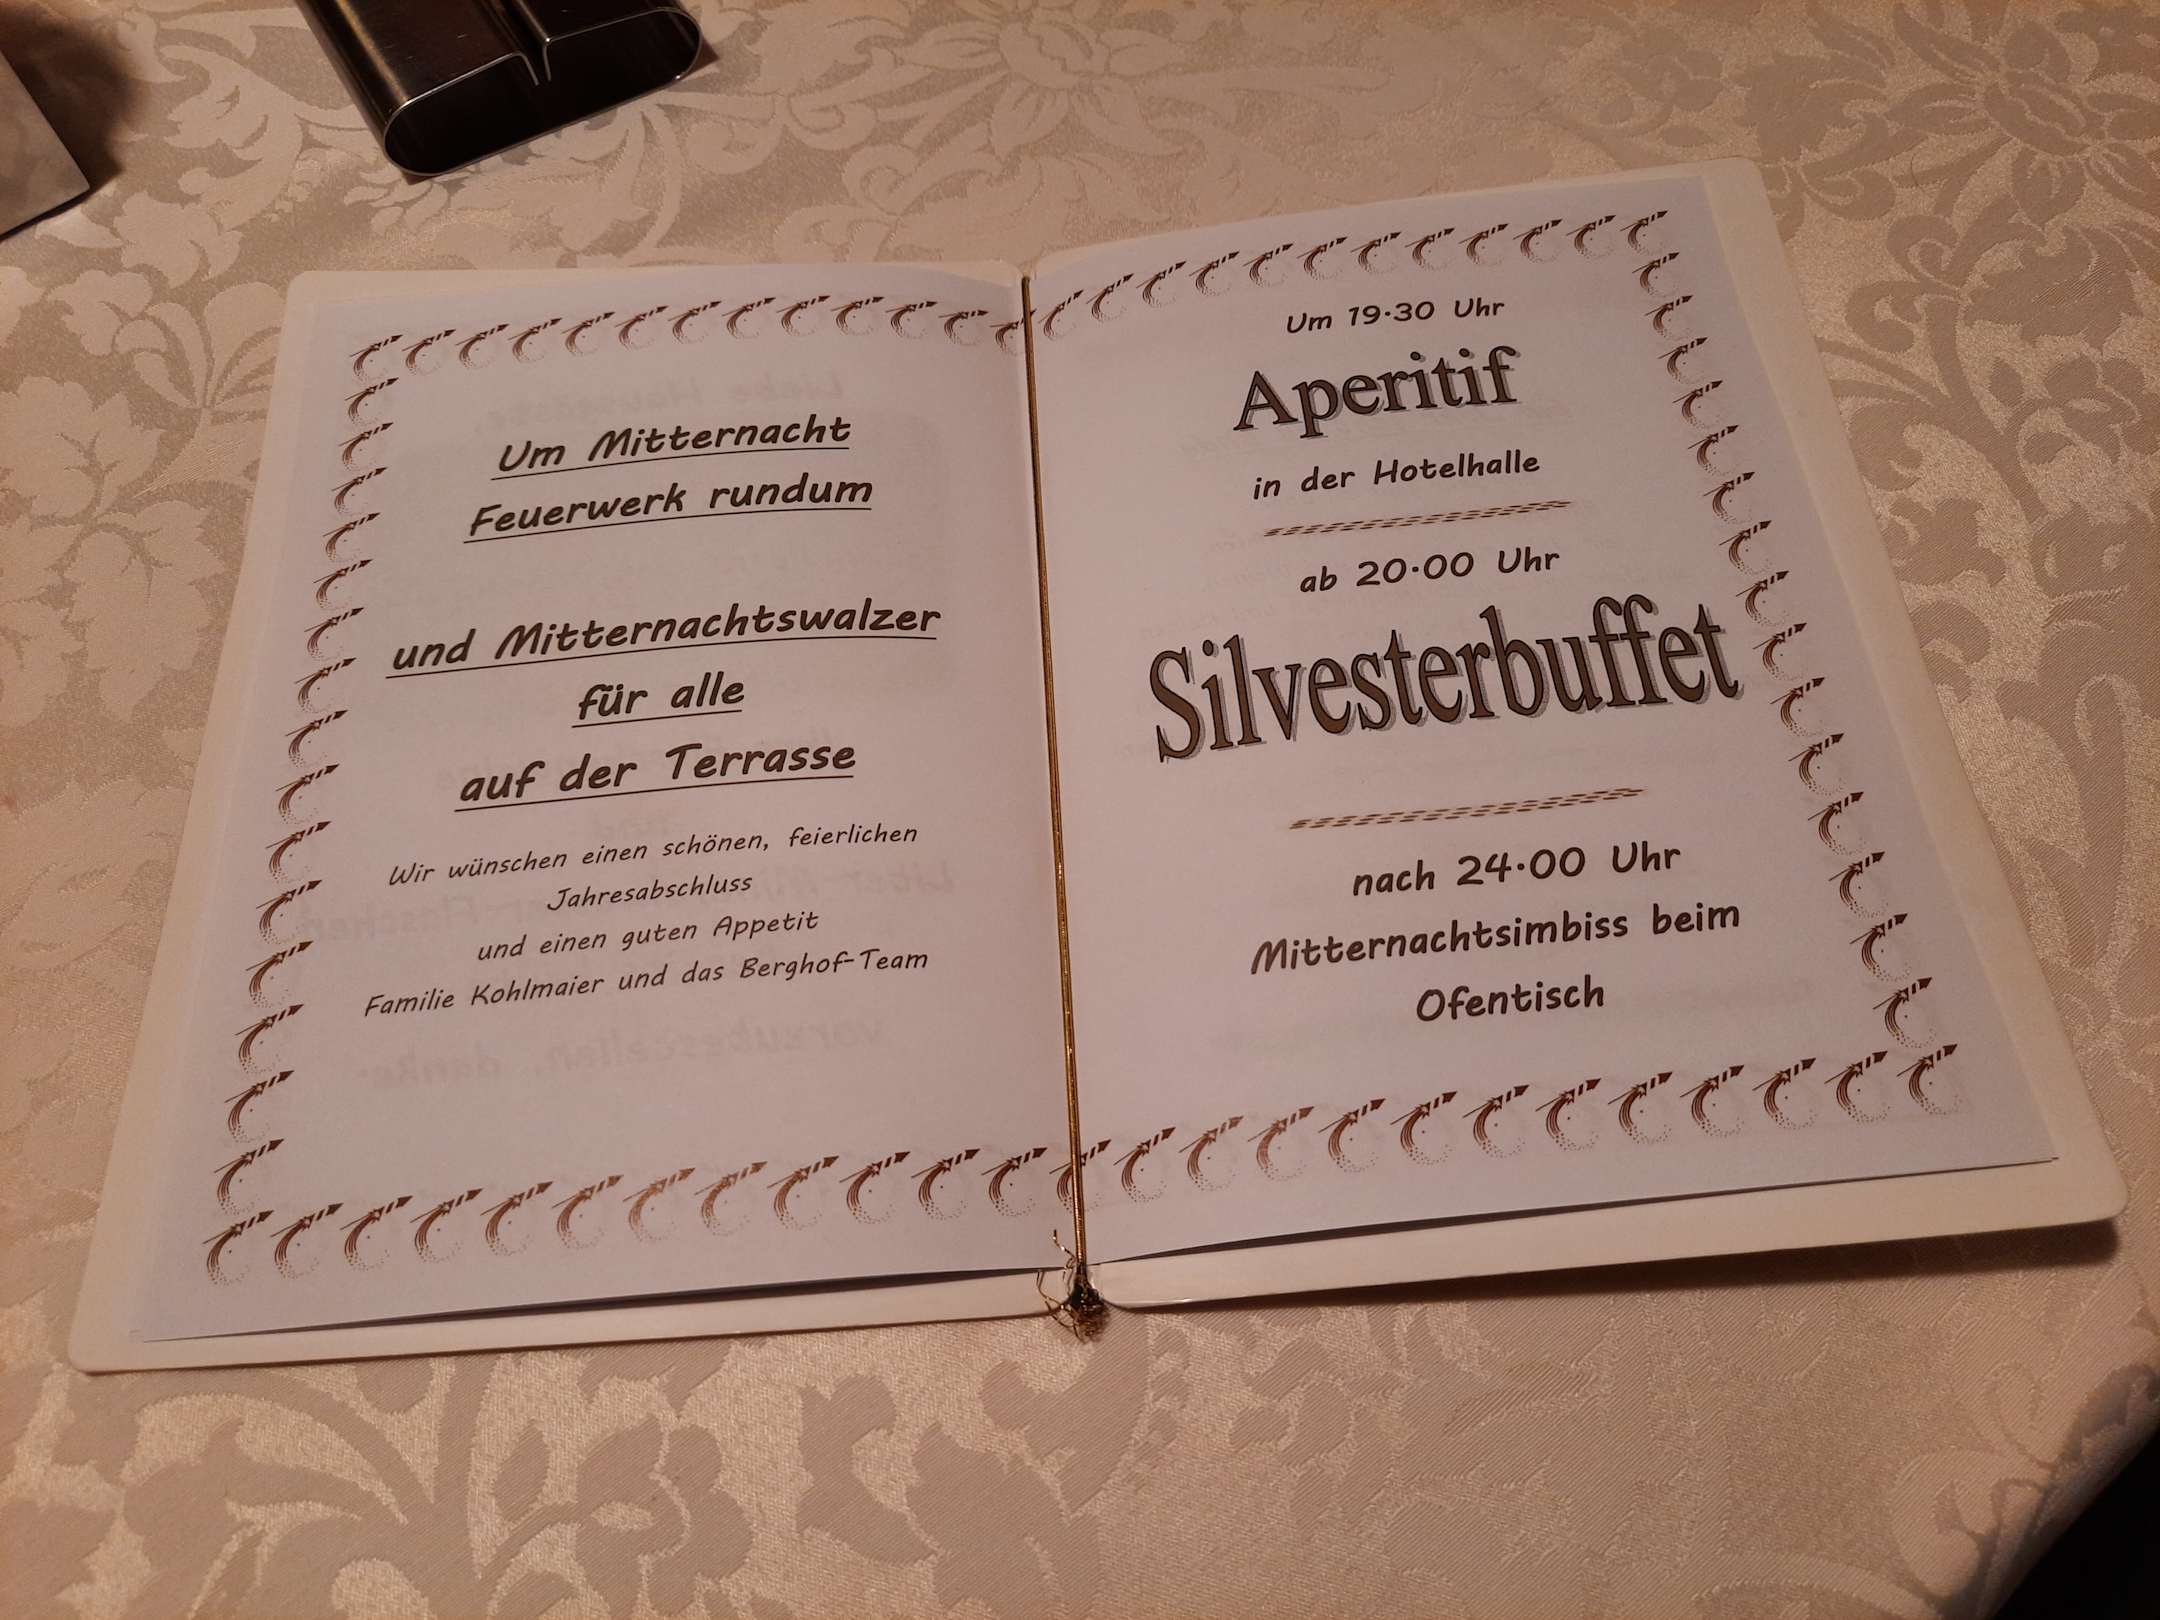 Um Mitternacht
Feuerwerk rundum
und Mitternachtswalzer
für alle
auf der Terrasse
Wir wünschen einen schönen, feierlichen
Jahresabschluss
und einen guten Appetit
Familie Kohlmaier und das Berghof-Team
Um 19.30 Uhr
Aperitif
in der Hotelhalle
ab 20.00 Uhr
Silvesterbuffet
nach 24.00 Uhr
Mitternachtsimbiss beim
Ofentisch